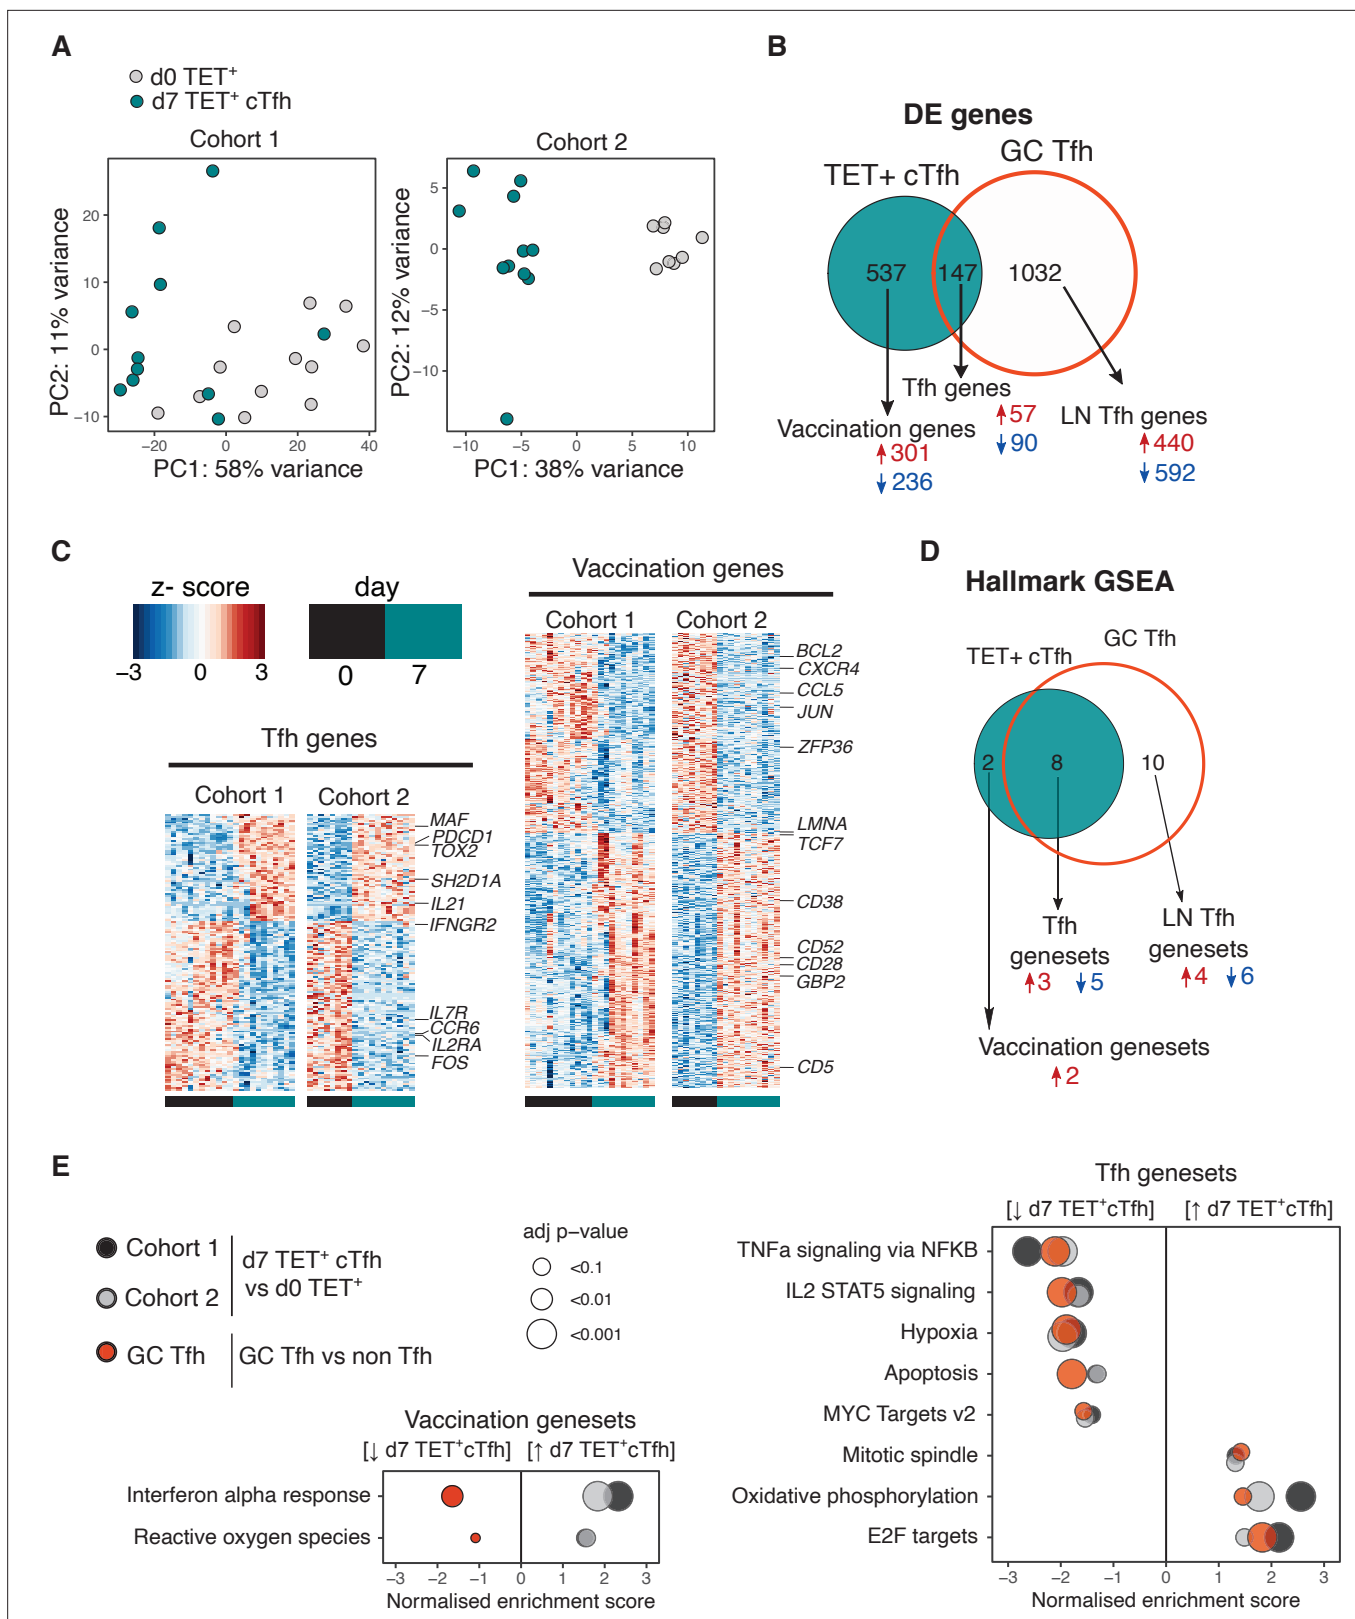 A
d0 TET+
d7 TET+ cTfh
Cohort 1
PC2: 11% variance
20
10
0
−10
−20
0
20
40
PC1: 58% variance
Cohort 2
PC2: 12% variance
5
0
−5
−10
−10
−5
0
5
10
PC1: 38% variance
B
DE genes
GC Tfh
TET+ cTfh
537
147
1032
Tfh genes
57
90
Vaccination genes
301
236
LN Tfh genes
440
592
C
z- score
−3
0
3
day
0
7
Tfh genes
Cohort 1
Cohort 2
MAF
PDCD1
TOX2
SH2D1A
IL21
IFNGR2
IL7R
CCR6
IL2RA
FOS
Vaccination genes
Cohort 1
Cohort 2
BCL2
CXCR4
CCL5
JUN
ZFP36
LMNA
TCF7
CD38
CD52
CD28
GBP2
CD5
D
Hallmark GSEA
GC Tfh
TET+ cTfh
2
8
10
Tfh
genesets
3
5
LN Tfh
genesets
4
6
Vaccination genesets
2
E
Cohort 1
Cohort 2
d7 TET+ cTfh
vs d0 TET+
GC Tfh
GC Tfh vs non Tfh
adj p−value
<0.1
<0.01
<0.001
Vaccination genesets
[↓ d7 TET+cTfh]
[↑ d7 TET+cTfh]
Interferon alpha response
Reactive oxygen species
−3
−2
−1
0
1
2
3
Normalised enrichment score
Tfh genesets
[↓ d7 TET+cTfh]
[↑ d7 TET+cTfh]
TNFa signaling via NFKB
IL2 STAT5 signaling
Hypoxia
Apoptosis
MYC Targets v2
Mitotic spindle
Oxidative phosphorylation
E2F targets
−3
−2
−1
0
1
2
3
Normalised enrichment score